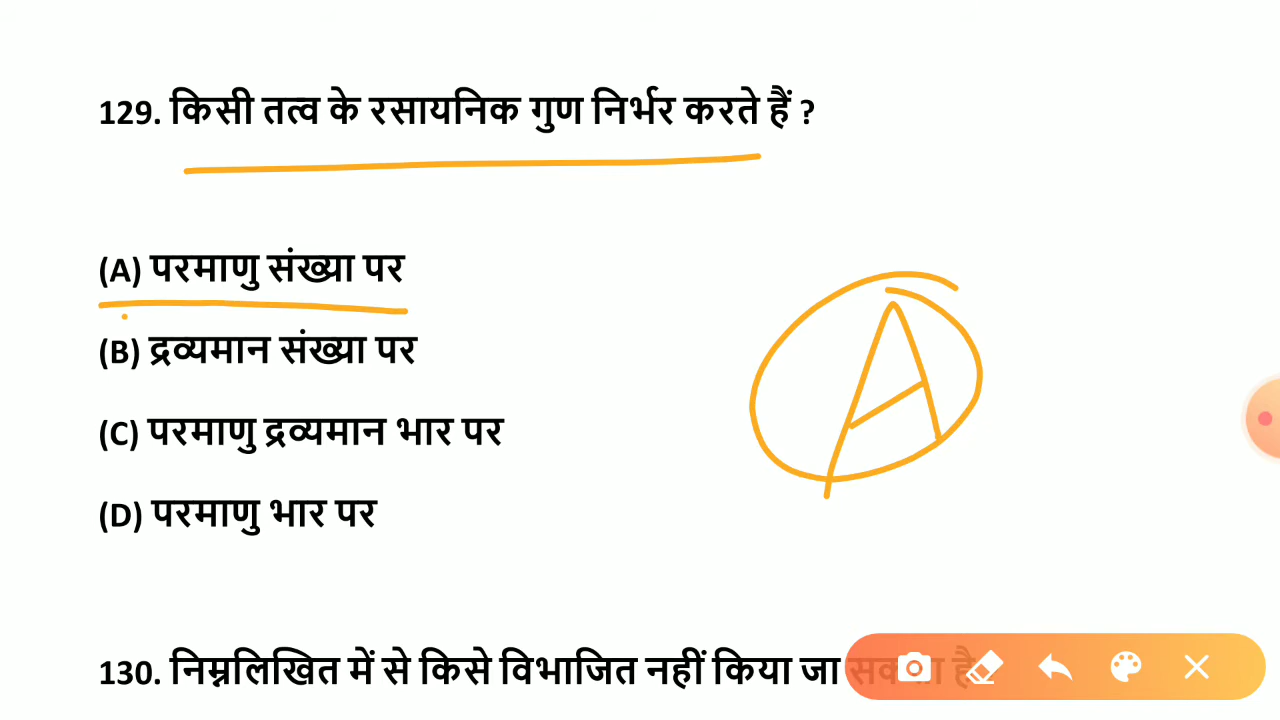 129. किसी तत्व के रसायनिक गुण निर्भर करते हैं ?
(A) परमाणु संख्या पर
A
(B) द्रव्यमान संख्या पर
(C) परमाणु द्रव्यमान भार पर
(D) परमाणु भार पर
130. निम्नलिखित में से किसे विभाजित नहीं किया जा